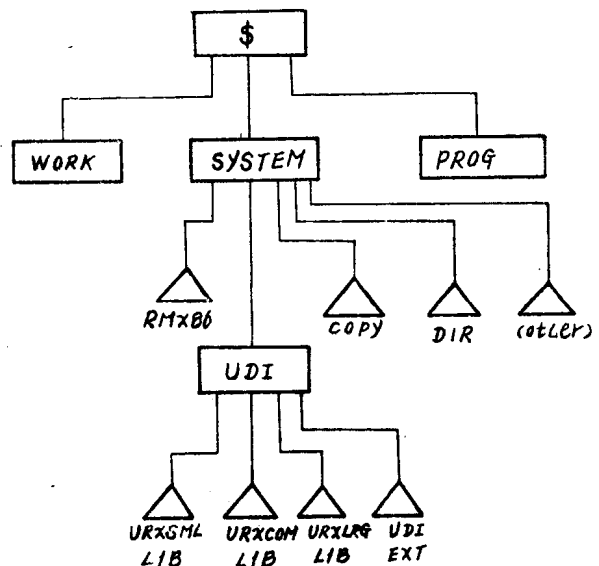 $
WORK SYSTEM PROG
RMX86 COPY DIR (other)
UDI
URXSML URXCOM URXLRG UDI
LIB LIB LIB EXT